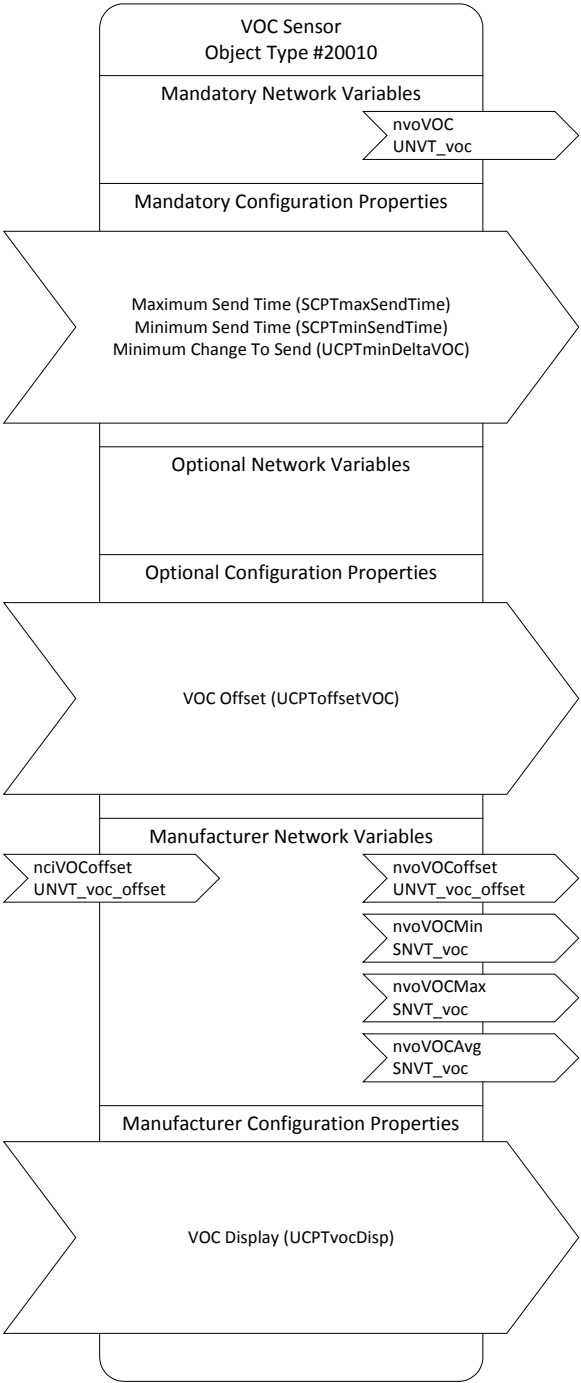 VOC Sensor
Object Type #20010
Mandatory Network Variables
nvoVOC
UNVT_voc
Mandatory Configuration Properties
Maximum Send Time (SCPTmaxSendTime)
Minimum Send Time (SCPTminSendTime)
Minimum Change To Send (UCPTminDeltaVOC)
Optional Network Variables
Optional Configuration Properties
VOC Offset (UCPToffsetVOC)
Manufacturer Network Variables
nciVOCoffset
UNVT_voc_offset
nvoVOCoffset
UNVT_voc_offset
nvoVOCMin
SNVT_voc
nvoVOCMax
SNVT_voc
nvoVOCAvg
SNVT_voc
Manufacturer Configuration Properties
VOC Display (UCPTvocDisp)